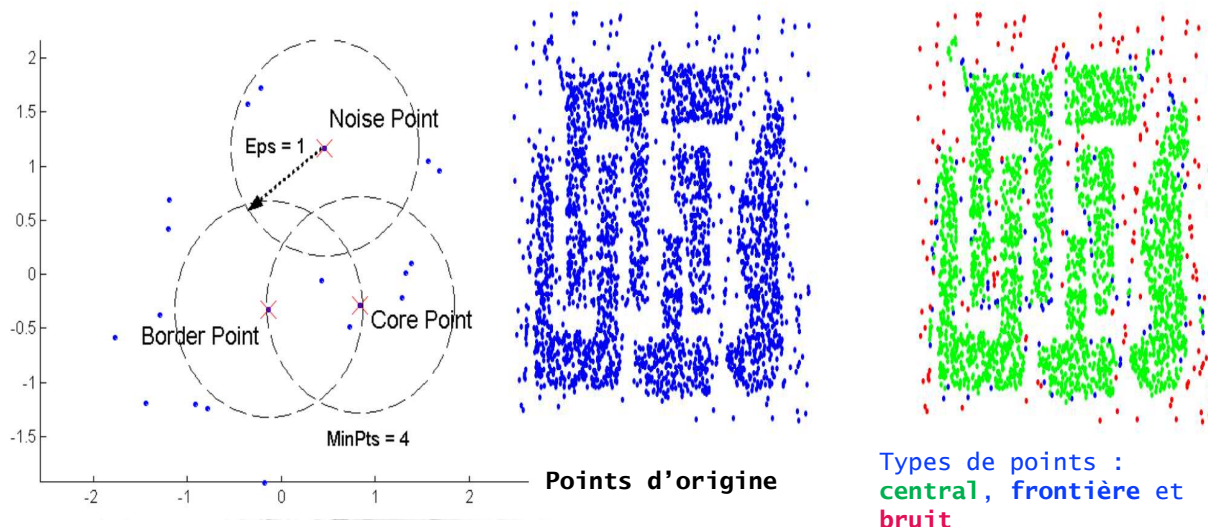 2
1.5
1
0.5
0
-0.5
-1
-1.5
-2
-1
0
1
2
Noise Point
Eps = 1
Border Point
Core Point
MinPts = 4
Points d'origine
Types de points :
central, frontière et
bruit